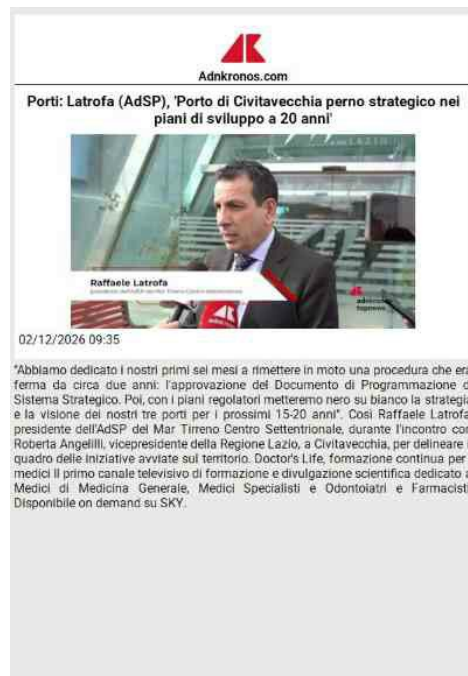 Adnkronos.com
Porti: Latrofa (AdSP), 'Porto di Civitavecchia perno strategico nei
piani di sviluppo a 20 anni'
Raffaele Latrofa
adnkronos
topnews
02/12/2026 09:35
"Abbiamo dedicato i nostri primi sei mesi a rimettere in moto una procedura che era
ferma da circa due anni: l'approvazione del Documento di Programmazione d
Sistema Strategico. Poi, con i piani regolatori metteremo nero su bianco la strategia
e la visione dei nostri tre porti per i prossimi 15-20 anni". Così Raffaele Latrofa,
presidente dell'AdSP del Mar Tirreno Centro Settentrionale, durante l'incontro con
Roberta Angelilli, vicepresidente della Regione Lazio, a Civitavecchia, per delineare i
quadro delle iniziative avviate sul territorio. Doctor's Life, formazione continua per
medici Il primo canale televisivo di formazione e divulgazione scientifica dedicato a
Medici di Medicina Generale, Medici Specialisti e Odontoiatri e Farmacisti
Disponibile on demand su SKY.